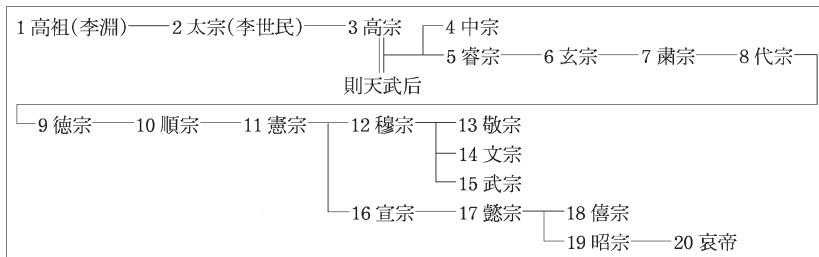 1 高祖(李淵) 2 太宗(李世民) 3 高宗 4 中宗
5 睿宗 6 玄宗 7 粛宗 8 代宗
則天武后
9 徳宗 10 順宗 11 憲宗 12 穆宗 13 敬宗
14 文宗
15 武宗
16 宣宗 17 懿宗 18 僖宗
19 昭宗 20 哀帝